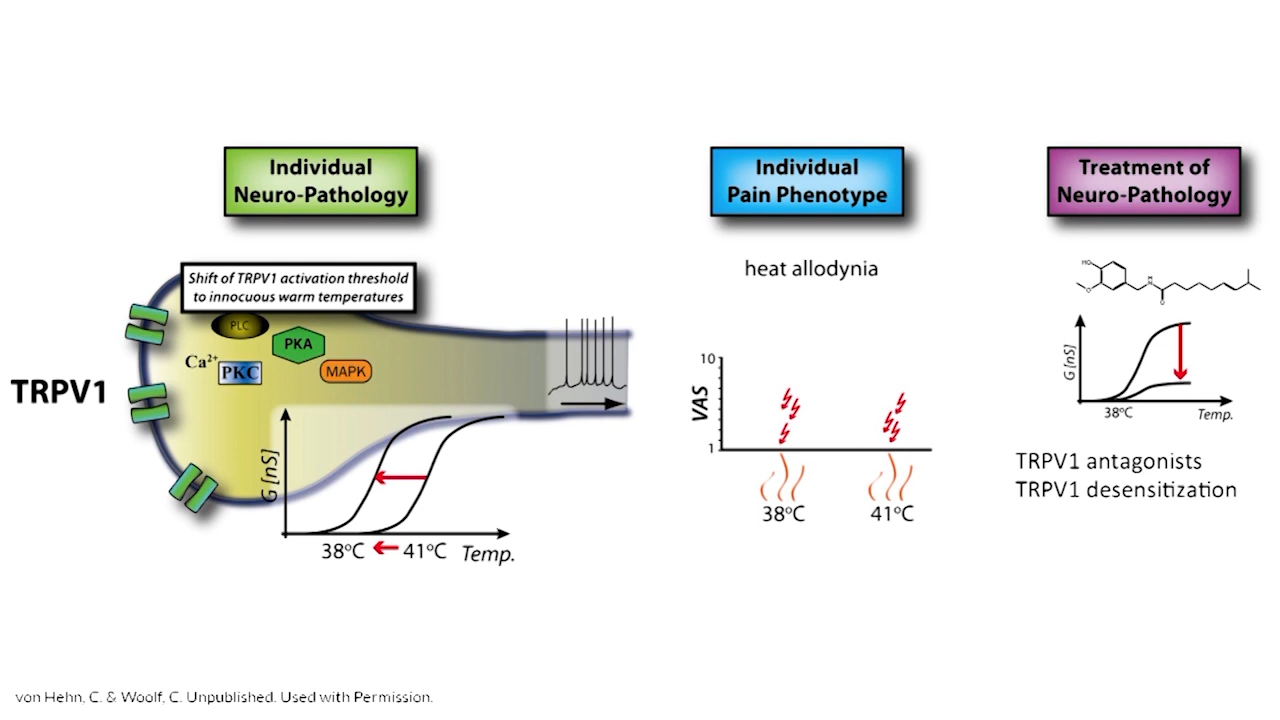 Individual
Neuro-Pathology
Individual
Pain Phenotype
Treatment of
Neuro-Pathology
Shift of TRPV1 activation threshold
to innocuous warm temperatures
PLC
PKA
Ca²⁺
PKC
MAPK
TRPV1
G [nS]
38°C
41°C
Temp.
heat allodynia
VAS
10
1
38°C
41°C
HO
O
N
H
O
G [nS]
38°C
Temp.
TRPV1 antagonists
TRPV1 desensitization
von Hehn, C. & Woolf, C. Unpublished. Used with Permission.